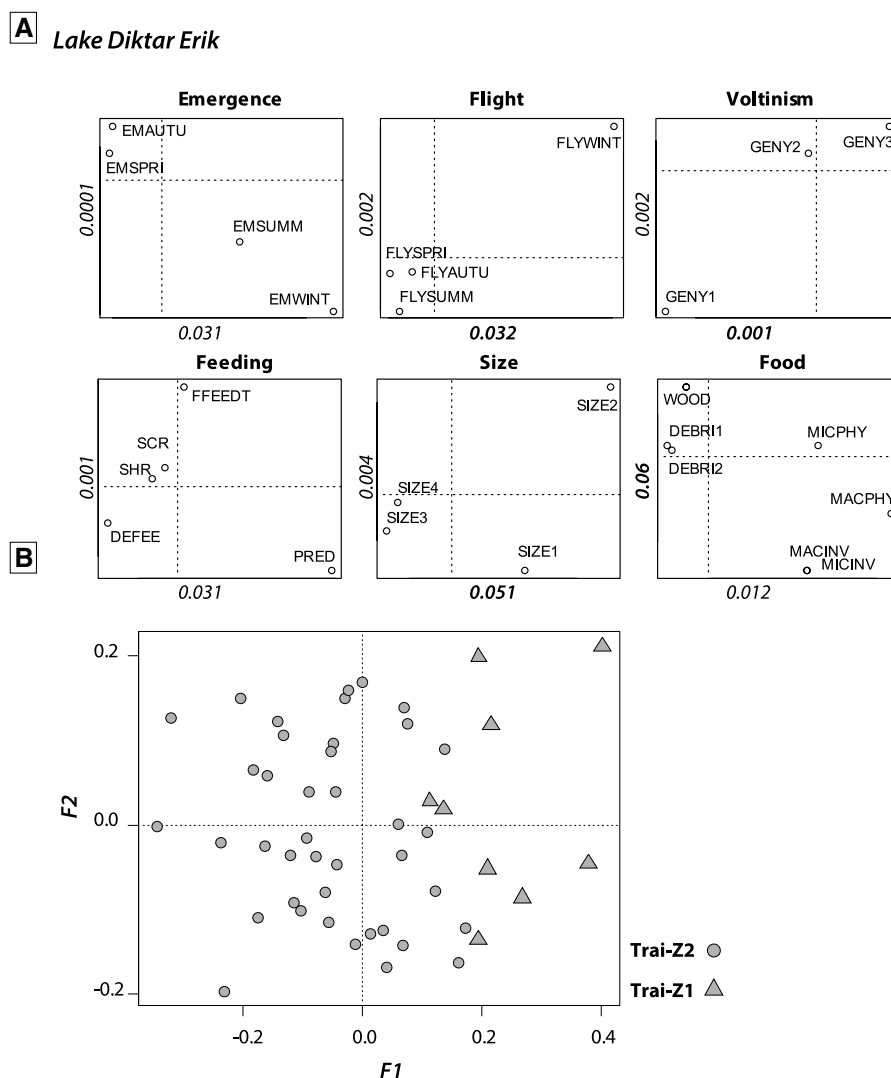 A Lake Diktar Erik
Emergence Flight Voltinism
EMAUTU
EMSPRI
EMSUMM
EMWINT
0.0001
0.031
FLYWINT
FLYSPRI
FLYAUTU
FLYSUMM
0.002
0.032
GENY2
GENY3
GENY1
0.002
0.001
Feeding Size Food
FFEEDT
SCR
SHR
DEFEE
PRED
0.001
0.031
SIZE2
SIZE4
SIZE3
SIZE1
0.004
0.051
WOOD
DEBRI1
MICPHY
DEBRI2
MACPHY
MACINV
MICINV
0.06
0.012
B
0.2
0.0
-0.2
F2
-0.2 0.0 0.2 0.4
F1
Trai-Z2
Trai-Z1